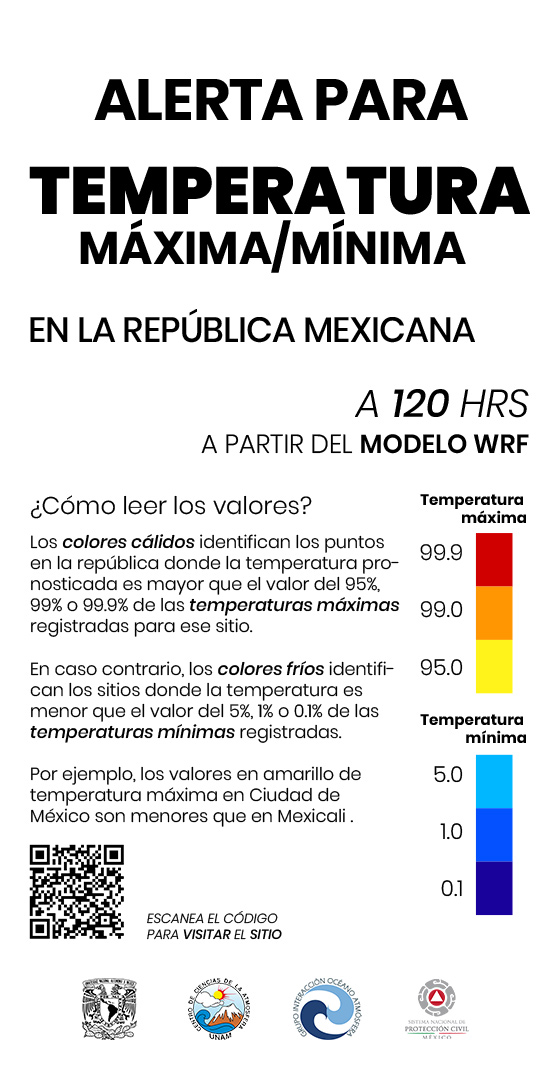 ALERTA PARA
TEMPERATURA
MÁXIMA/MÍNIMA
EN LA REPÚBLICA MEXICANA
A 120 HRS
A PARTIR DEL MODELO WRF
¿Cómo leer los valores?
Los colores cálidos identifican los puntos
en la república donde la temperatura pro-
nosticada es mayor que el valor del 95%,
99% o 99.9% de las temperaturas máximas
registradas para ese sitio.
En caso contrario, los colores fríos identifi-
can los sitios donde la temperatura es
menor que el valor del 5%, 1% o 0.1% de las
temperaturas mínimas registradas.
Por ejemplo, los valores en amarillo de
temperatura máxima en Ciudad de
México son menores que en Mexicali .
Temperatura
máxima
99.9
99.0
95.0
Temperatura
mínima
5.0
1.0
0.1
ESCANEA EL CÓDIGO
PARA VISITAR EL SITIO
CENTRO DE CIENCIAS DE LA ATMÓSFERA
UNAM
GRUPO INTERACCIÓN OCÉANO ATMÓSFERA
SISTEMA NACIONAL DE
PROTECCIÓN CIVIL
MÉXICO